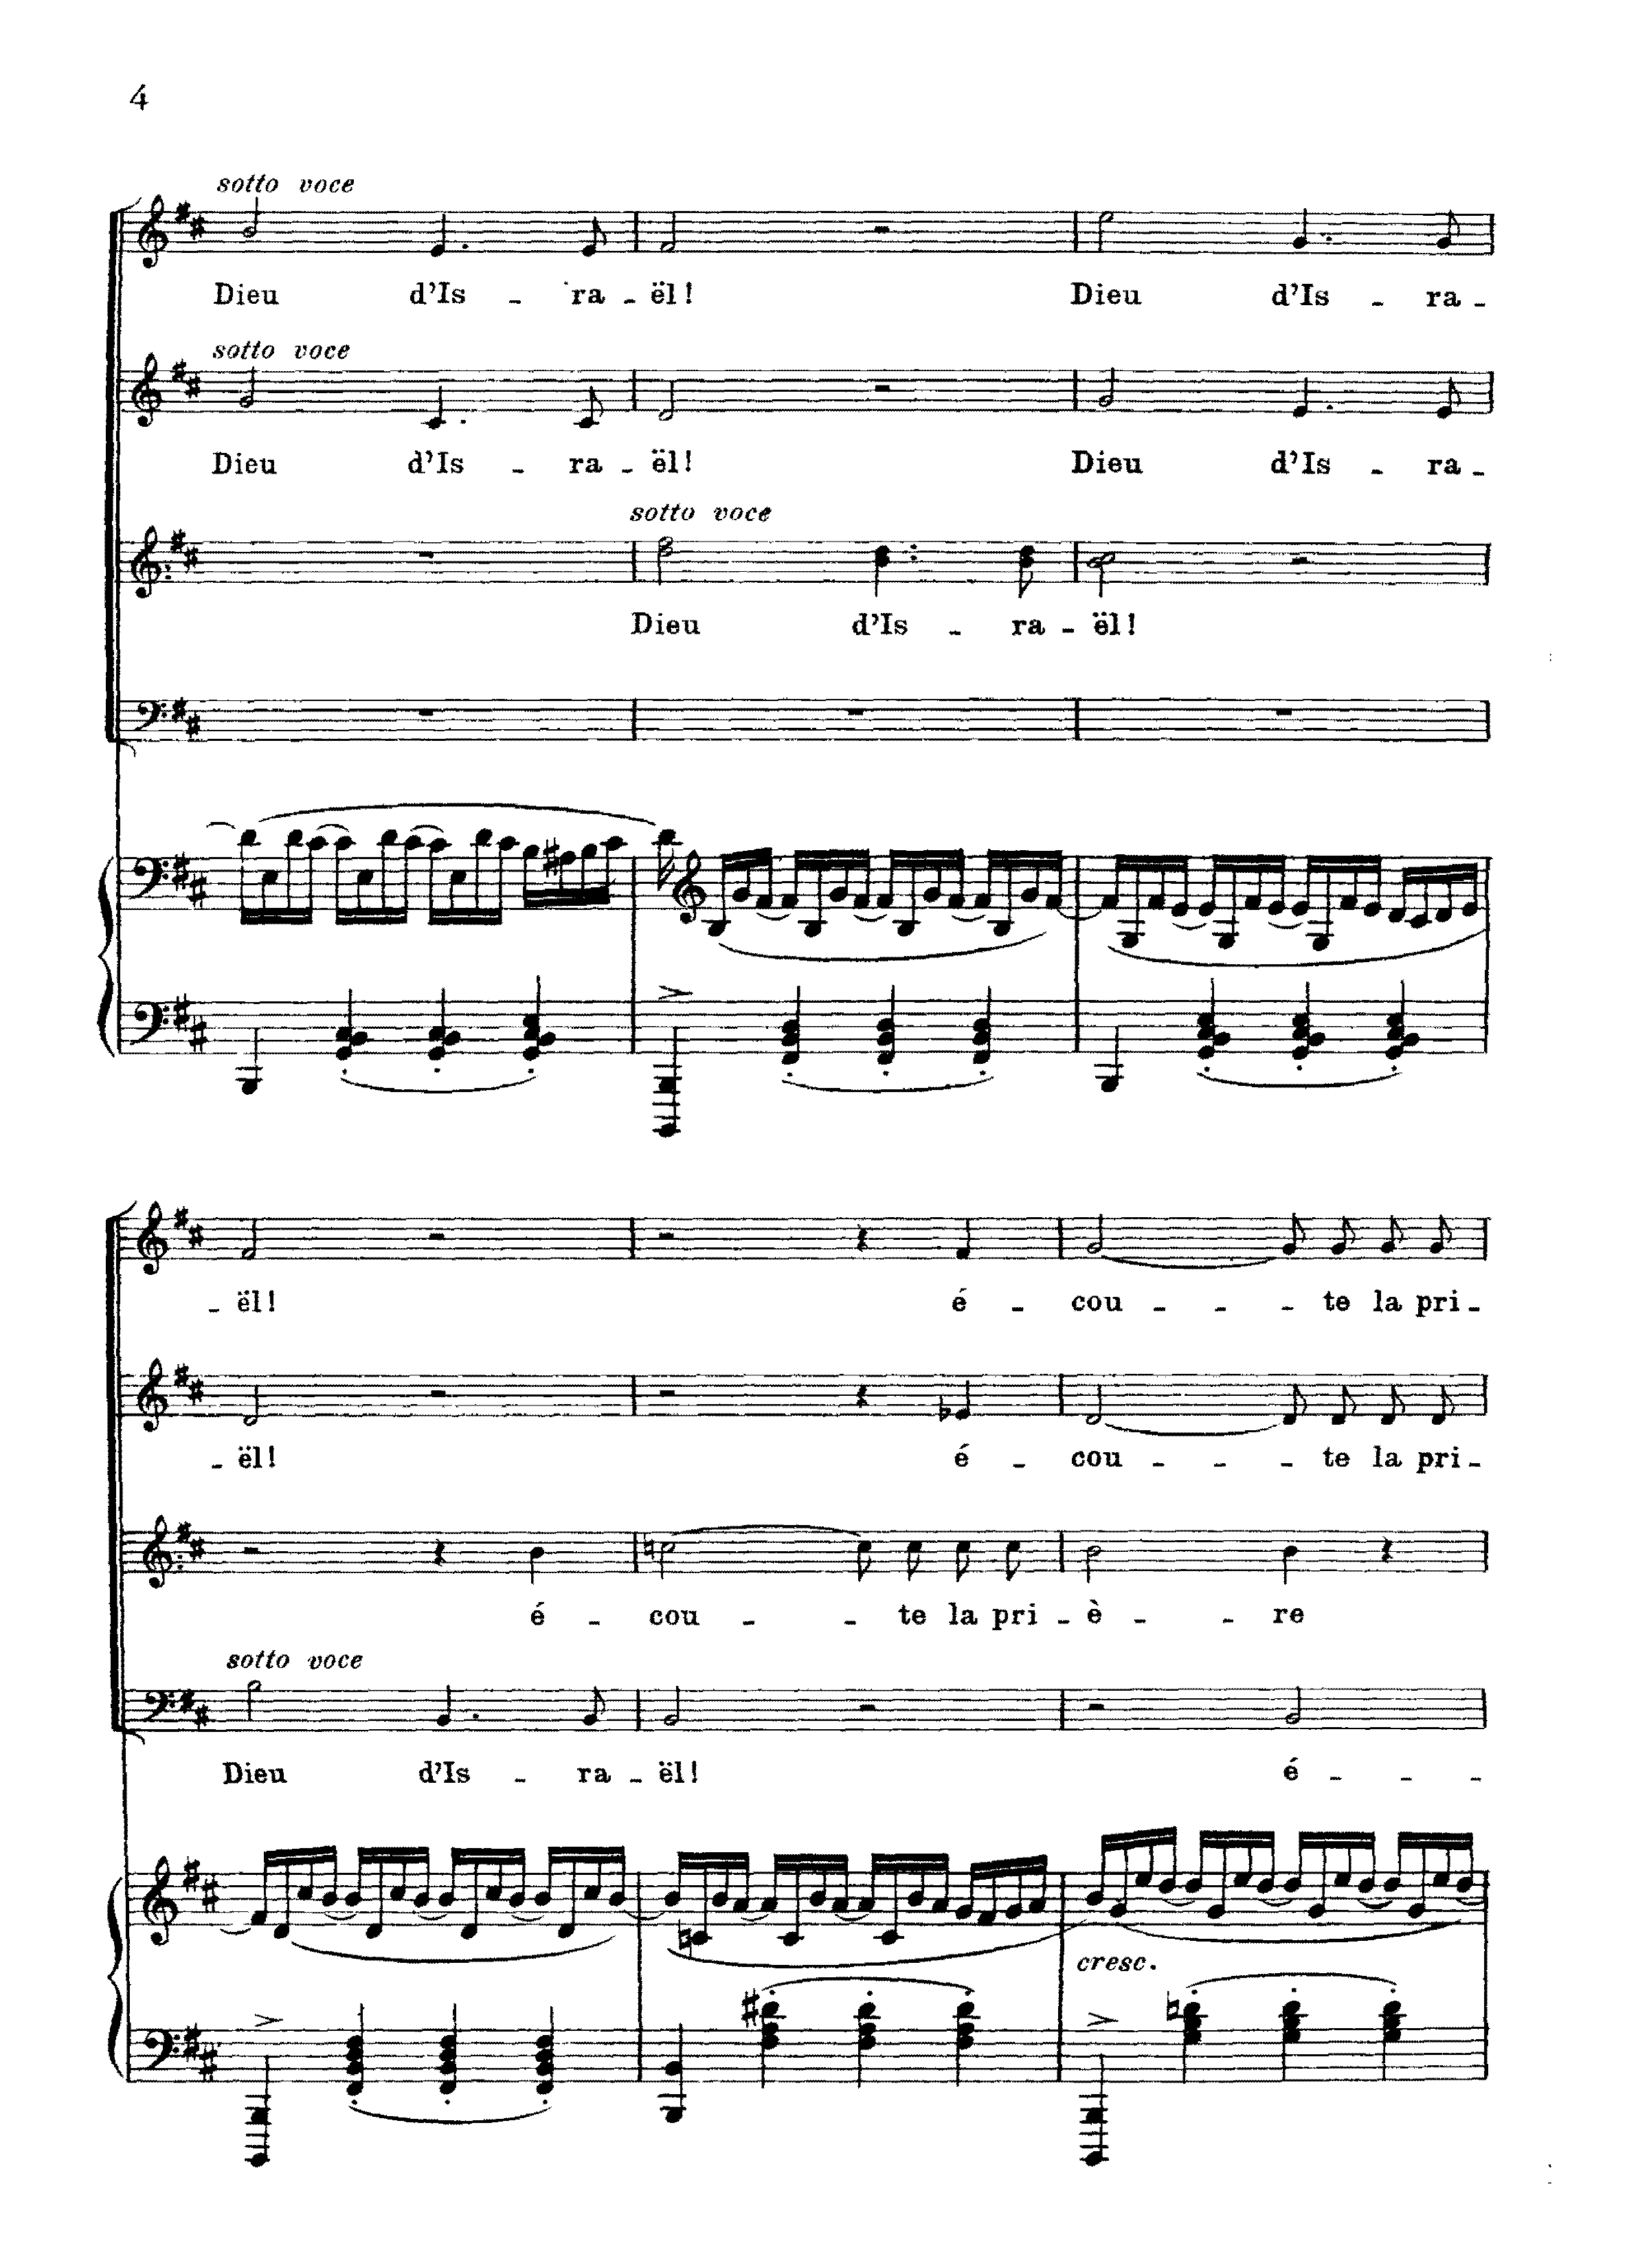 4
sotto voce
Dieu d'Is - ra - ël! Dieu d'Is - ra -
sotto voce
Dieu d'Is - ra - ël! Dieu d'Is - ra -
sotto voce
Dieu d'Is - ra - ël!
- ël! é - cou - - - te la pri -
- ël! é - cou - - - te la pri -
é - cou - - te la pri - è - - re
sotto voce
Dieu d'Is - ra - ël! é - - -
cresc.